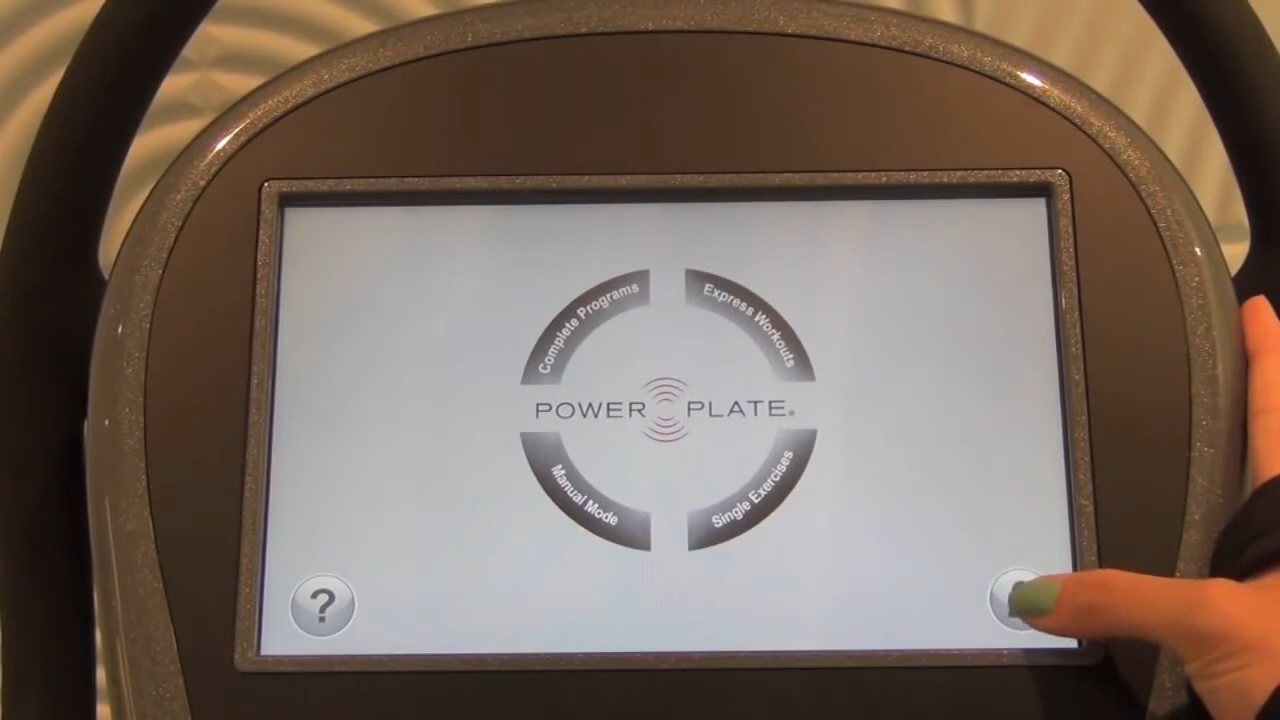 Complete Programs
Express Workouts
POWER PLATE®
Manual Mode
Single Exercises
?